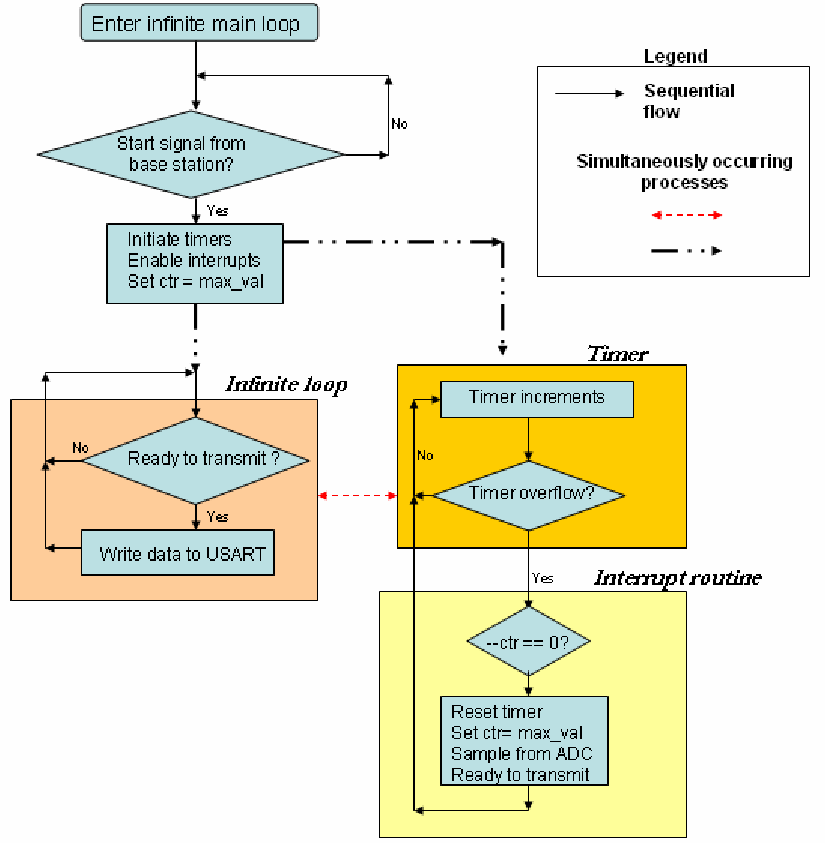 Enter infinite main loop
Legend
Sequential
flow
Simultaneously occurring
processes
No
Start signal from
base station?
Yes
Initiate timers
Enable interrupts
Set ctr = max_val
Infinite loop
Ready to transmit ?
No
Yes
Write data to USART
Timer
Timer increments
No
Timer overflow?
Yes
Interrupt routine
--ctr == 0?
Reset timer
Set ctr= max_val
Sample from ADC
Ready to transmit